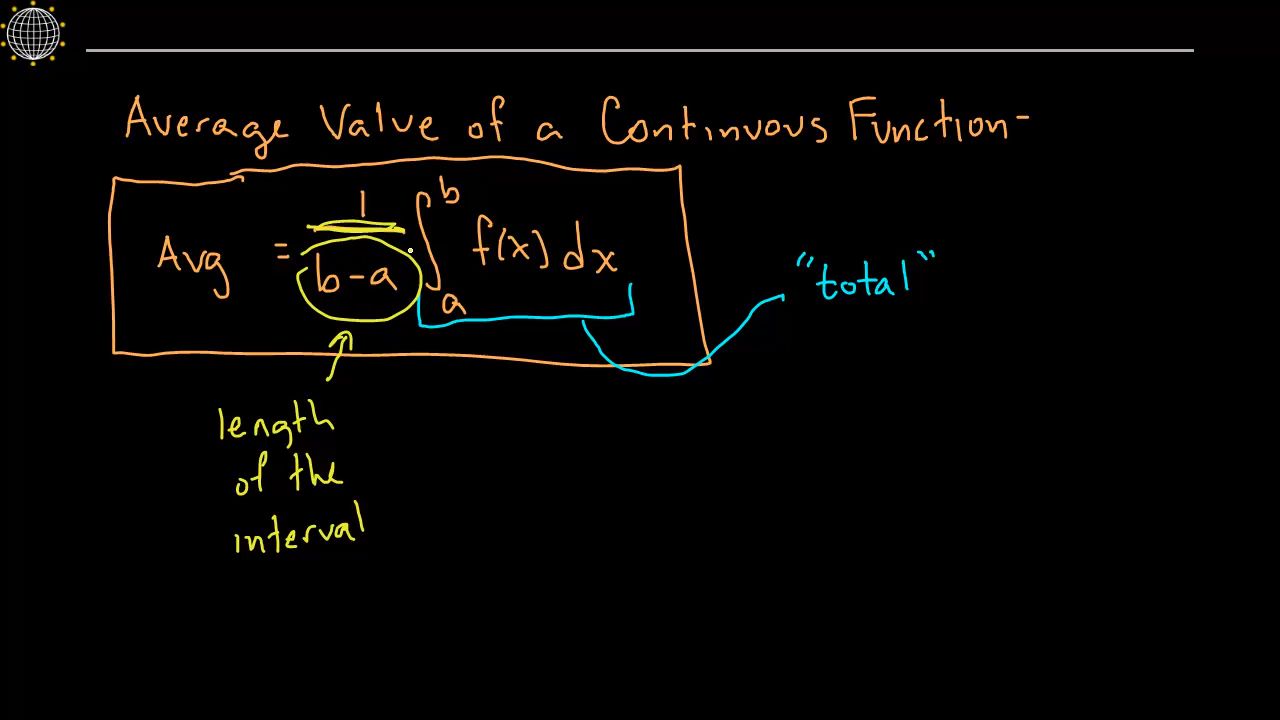 Average Value of a Continuous Function-
Avg = 1/(b-a) ∫_a^b f(x) dx
"total"
length
of the
interval